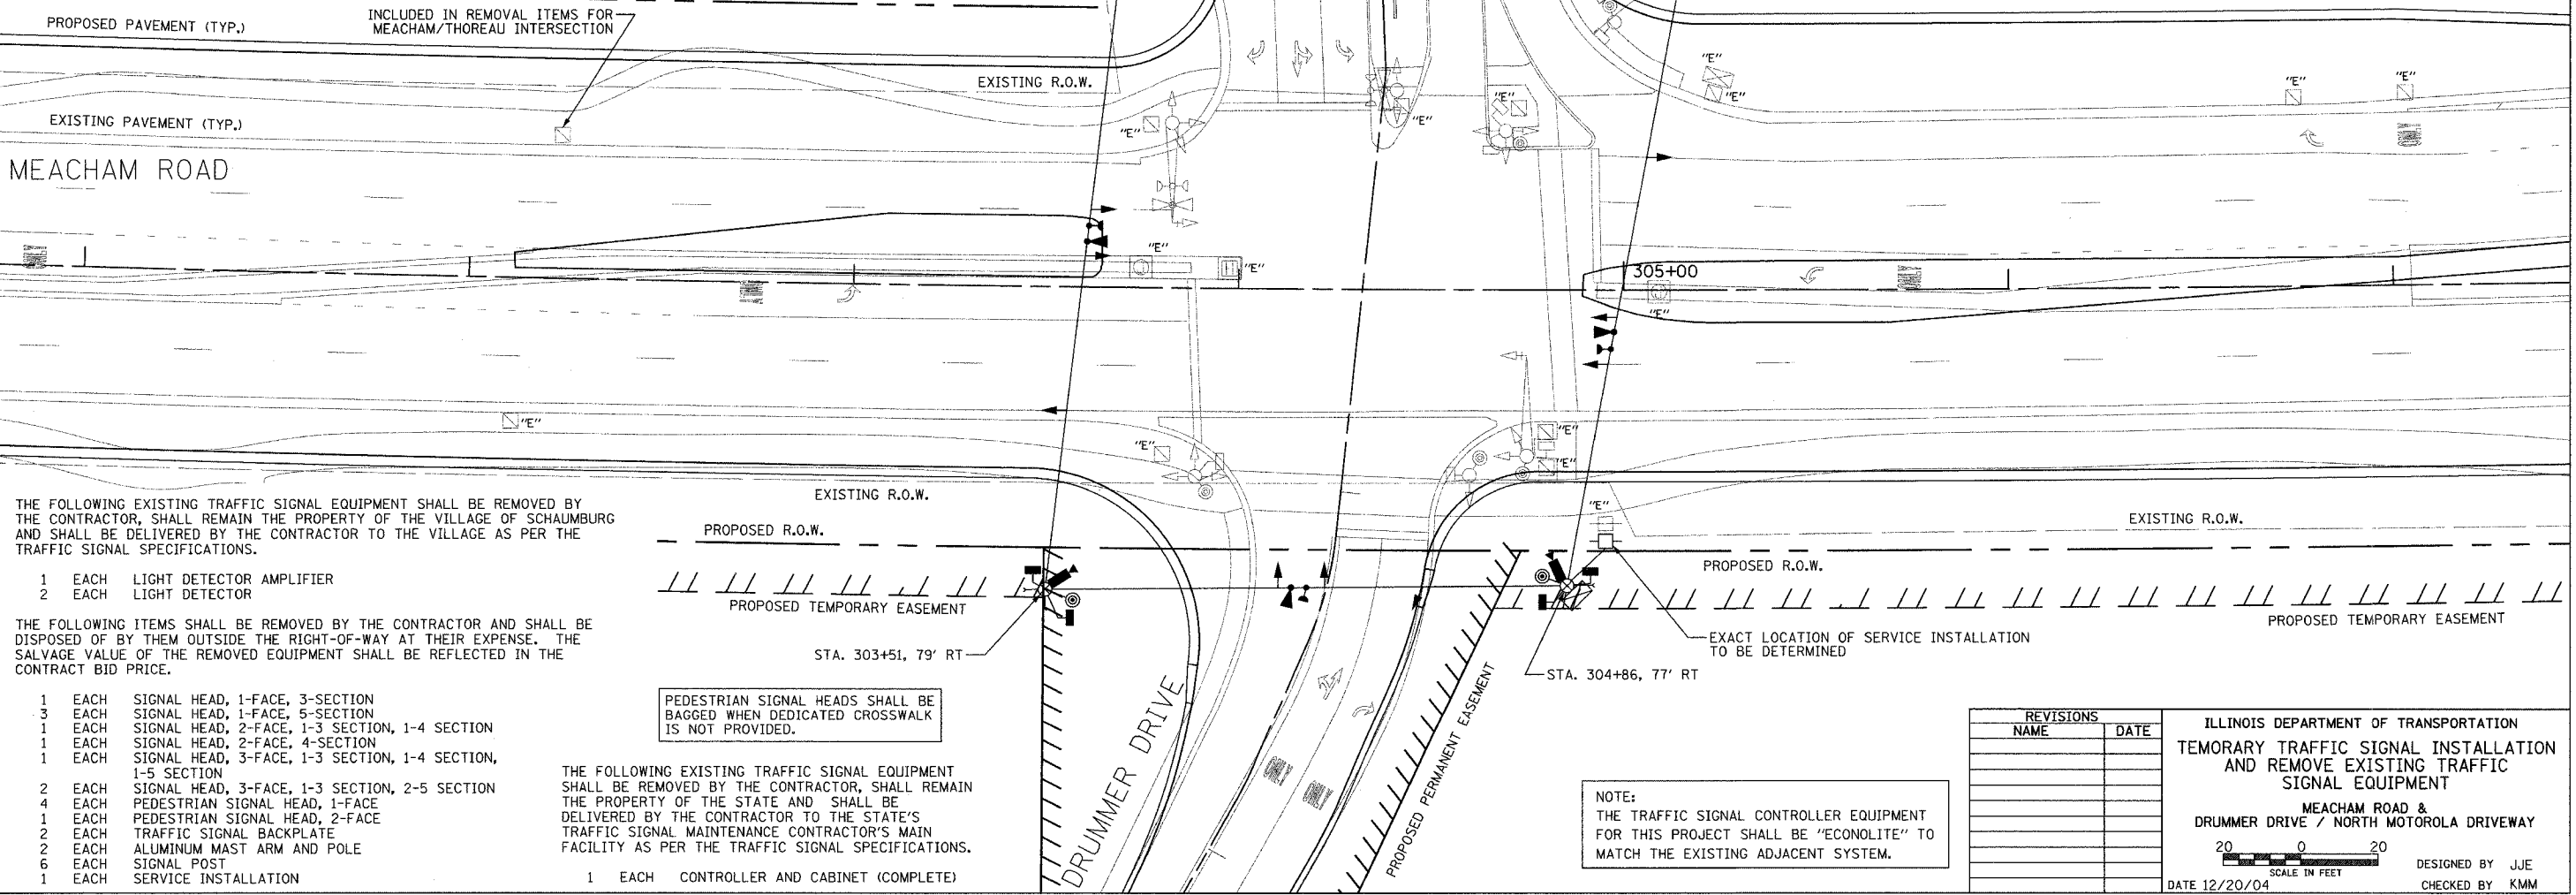 PROPOSED PAVEMENT (TYP.)
INCLUDED IN REMOVAL ITEMS FOR
MEACHAM/THOREAU INTERSECTION
EXISTING R.O.W.
EXISTING PAVEMENT (TYP.)
MEACHAM ROAD
"E"
"E"
"E"
"E"
"E"
"E"
"E"
"E"
"E"
305+00
"E"
"E"
"E"
"E"
"E"
"E"
EXISTING R.O.W.
PROPOSED R.O.W.
PROPOSED TEMPORARY EASEMENT
STA. 303+51, 79' RT
EXISTING R.O.W.
PROPOSED R.O.W.
PROPOSED TEMPORARY EASEMENT
EXACT LOCATION OF SERVICE INSTALLATION
TO BE DETERMINED
STA. 304+86, 77' RT
DRUMMER DRIVE
PROPOSED PERMANENT EASEMENT
THE FOLLOWING EXISTING TRAFFIC SIGNAL EQUIPMENT SHALL BE REMOVED BY
THE CONTRACTOR, SHALL REMAIN THE PROPERTY OF THE VILLAGE OF SCHAUMBURG
AND SHALL BE DELIVERED BY THE CONTRACTOR TO THE VILLAGE AS PER THE
TRAFFIC SIGNAL SPECIFICATIONS.
1 EACH LIGHT DETECTOR AMPLIFIER
2 EACH LIGHT DETECTOR
THE FOLLOWING ITEMS SHALL BE REMOVED BY THE CONTRACTOR AND SHALL BE
DISPOSED OF BY THEM OUTSIDE THE RIGHT-OF-WAY AT THEIR EXPENSE. THE
SALVAGE VALUE OF THE REMOVED EQUIPMENT SHALL BE REFLECTED IN THE
CONTRACT BID PRICE.
1 EACH SIGNAL HEAD, 1-FACE, 3-SECTION
3 EACH SIGNAL HEAD, 1-FACE, 5-SECTION
1 EACH SIGNAL HEAD, 2-FACE, 1-3 SECTION, 1-4 SECTION
1 EACH SIGNAL HEAD, 2-FACE, 4-SECTION
1 EACH SIGNAL HEAD, 3-FACE, 1-3 SECTION, 1-4 SECTION,
1-5 SECTION
2 EACH SIGNAL HEAD, 3-FACE, 1-3 SECTION, 2-5 SECTION
4 EACH PEDESTRIAN SIGNAL HEAD, 1-FACE
1 EACH PEDESTRIAN SIGNAL HEAD, 2-FACE
2 EACH TRAFFIC SIGNAL BACKPLATE
2 EACH ALUMINUM MAST ARM AND POLE
6 EACH SIGNAL POST
1 EACH SERVICE INSTALLATION
PEDESTRIAN SIGNAL HEADS SHALL BE
BAGGED WHEN DEDICATED CROSSWALK
IS NOT PROVIDED.
THE FOLLOWING EXISTING TRAFFIC SIGNAL EQUIPMENT
SHALL BE REMOVED BY THE CONTRACTOR, SHALL REMAIN
THE PROPERTY OF THE STATE AND SHALL BE
DELIVERED BY THE CONTRACTOR TO THE STATE'S
TRAFFIC SIGNAL MAINTENANCE CONTRACTOR'S MAIN
FACILITY AS PER THE TRAFFIC SIGNAL SPECIFICATIONS.
1 EACH CONTROLLER AND CABINET (COMPLETE)
NOTE:
THE TRAFFIC SIGNAL CONTROLLER EQUIPMENT
FOR THIS PROJECT SHALL BE "ECONOLITE" TO
MATCH THE EXISTING ADJACENT SYSTEM.
REVISIONS
NAME DATE
ILLINOIS DEPARTMENT OF TRANSPORTATION
TEMORARY TRAFFIC SIGNAL INSTALLATION
AND REMOVE EXISTING TRAFFIC
SIGNAL EQUIPMENT
MEACHAM ROAD &
DRUMMER DRIVE / NORTH MOTOROLA DRIVEWAY
20 0 20
SCALE IN FEET
DATE 12/20/04
DESIGNED BY JJE
CHECKED BY KMM